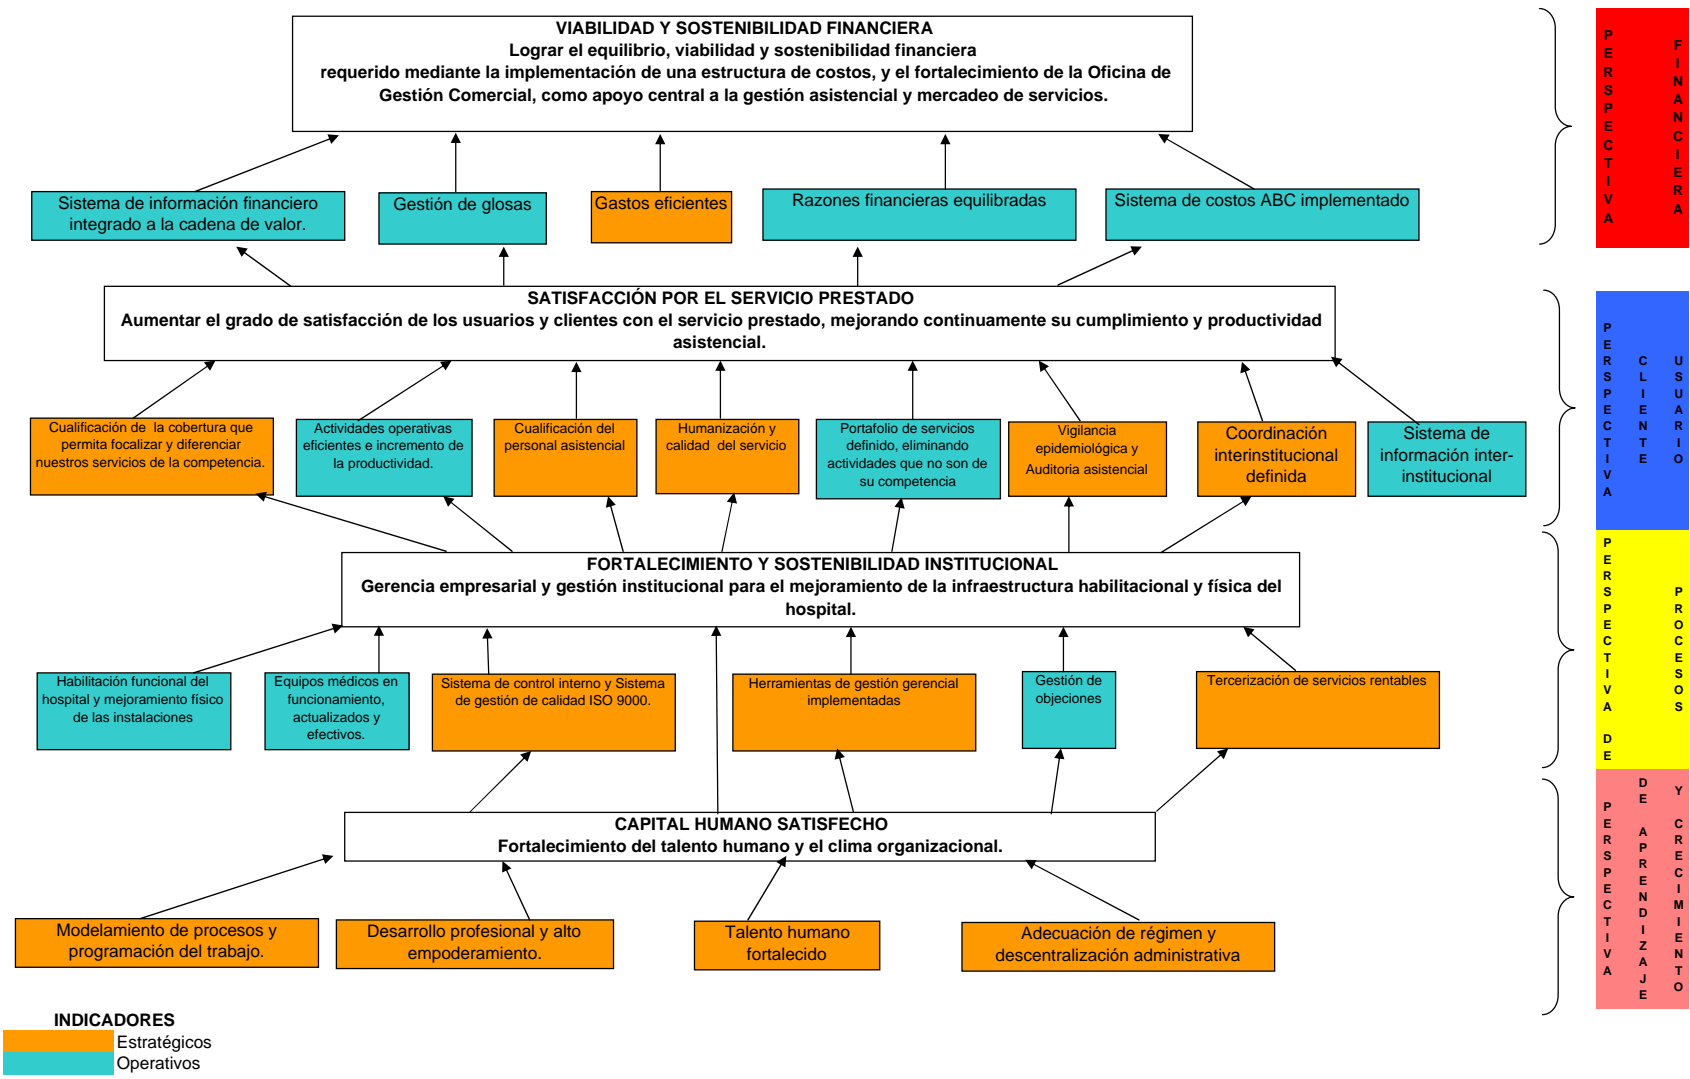 VIABILIDAD Y SOSTENIBILIDAD FINANCIERA
Lograr el equilibrio, viabilidad y sostenibilidad financiera
requerido mediante la implementación de una estructura de costos, y el fortalecimiento de la Oficina de
Gestión Comercial, como apoyo central a la gestión asistencial y mercadeo de servicios.
PERSPECTIVA
FINANCIERA
Sistema de información financiero
integrado a la cadena de valor.
Gestión de glosas
Gastos eficientes
Razones financieras equilibradas
Sistema de costos ABC implementado
SATISFACCIÓN POR EL SERVICIO PRESTADO
Aumentar el grado de satisfacción de los usuarios y clientes con el servicio prestado, mejorando continuamente su cumplimiento y productividad
asistencial.
PERSPECTIVA
CLIENTE
USUARIO
Cualificación de la cobertura que
permita focalizar y diferenciar
nuestros servicios de la competencia.
Actividades operativas
eficientes e incremento de
la productividad.
Cualificación del
personal asistencial
Humanización y
calidad del servicio
Portafolio de servicios
definido, eliminando
actividades que no son de
su competencia
Vigilancia
epidemiológica y
Auditoria asistencial
Coordinación
interinstitucional
definida
Sistema de
información inter-
institucional
FORTALECIMIENTO Y SOSTENIBILIDAD INSTITUCIONAL
Gerencia empresarial y gestión institucional para el mejoramiento de la infraestructura habilitacional y física del
hospital.
PERSPECTIVA DE
PROCESOS
Habilitación funcional del
hospital y mejoramiento físico
de las instalaciones
Equipos médicos en
funcionamiento,
actualizados y
efectivos.
Sistema de control interno y Sistema
de gestión de calidad ISO 9000.
Herramientas de gestión gerencial
implementadas
Gestión de
objeciones
Tercerización de servicios rentables
CAPITAL HUMANO SATISFECHO
Fortalecimiento del talento humano y el clima organizacional.
PERSPECTIVA
DE APRENDIZAJE
Y CRECIMIENTO
Modelamiento de procesos y
programación del trabajo.
Desarrollo profesional y alto
empoderamiento.
Talento humano
fortalecido
Adecuación de régimen y
descentralización administrativa
INDICADORES
Estratégicos
Operativos